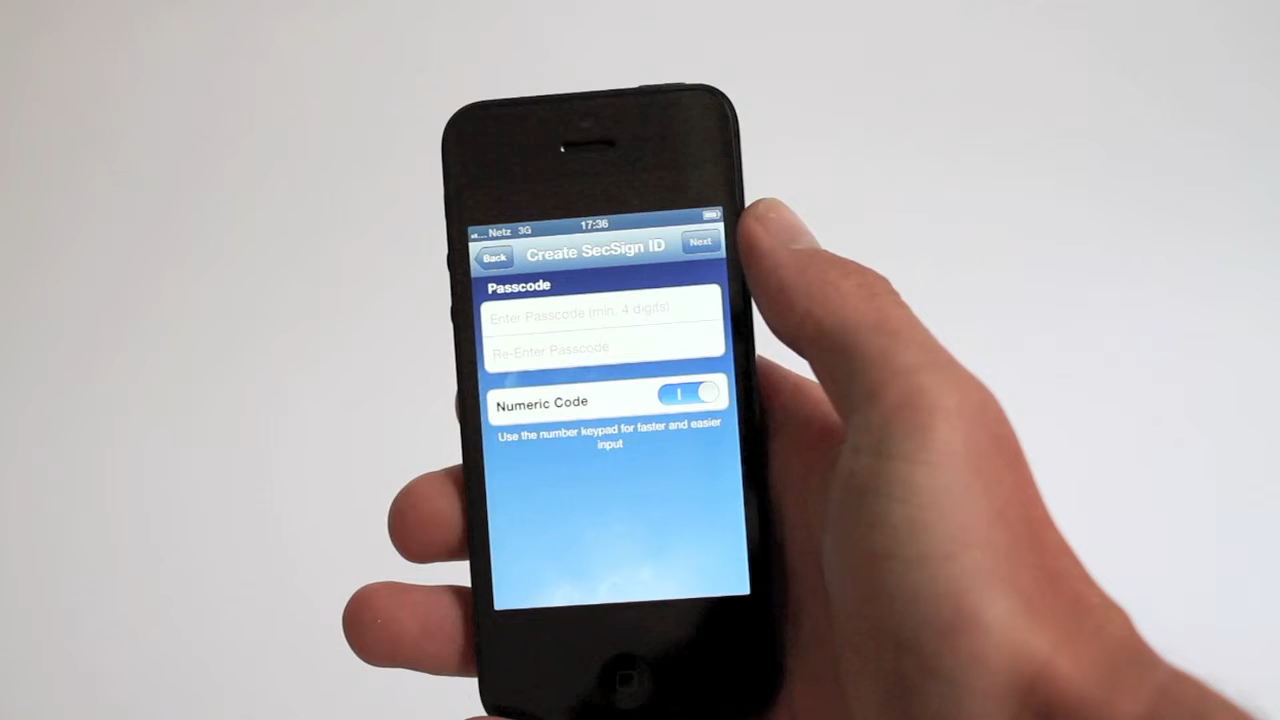 Netz 3G 17:36
Back Create SecSign ID Next
Passcode
Enter Passcode (min. 4 digits)
Re-Enter Passcode
Numeric Code
Use the number keypad for faster and easier
input